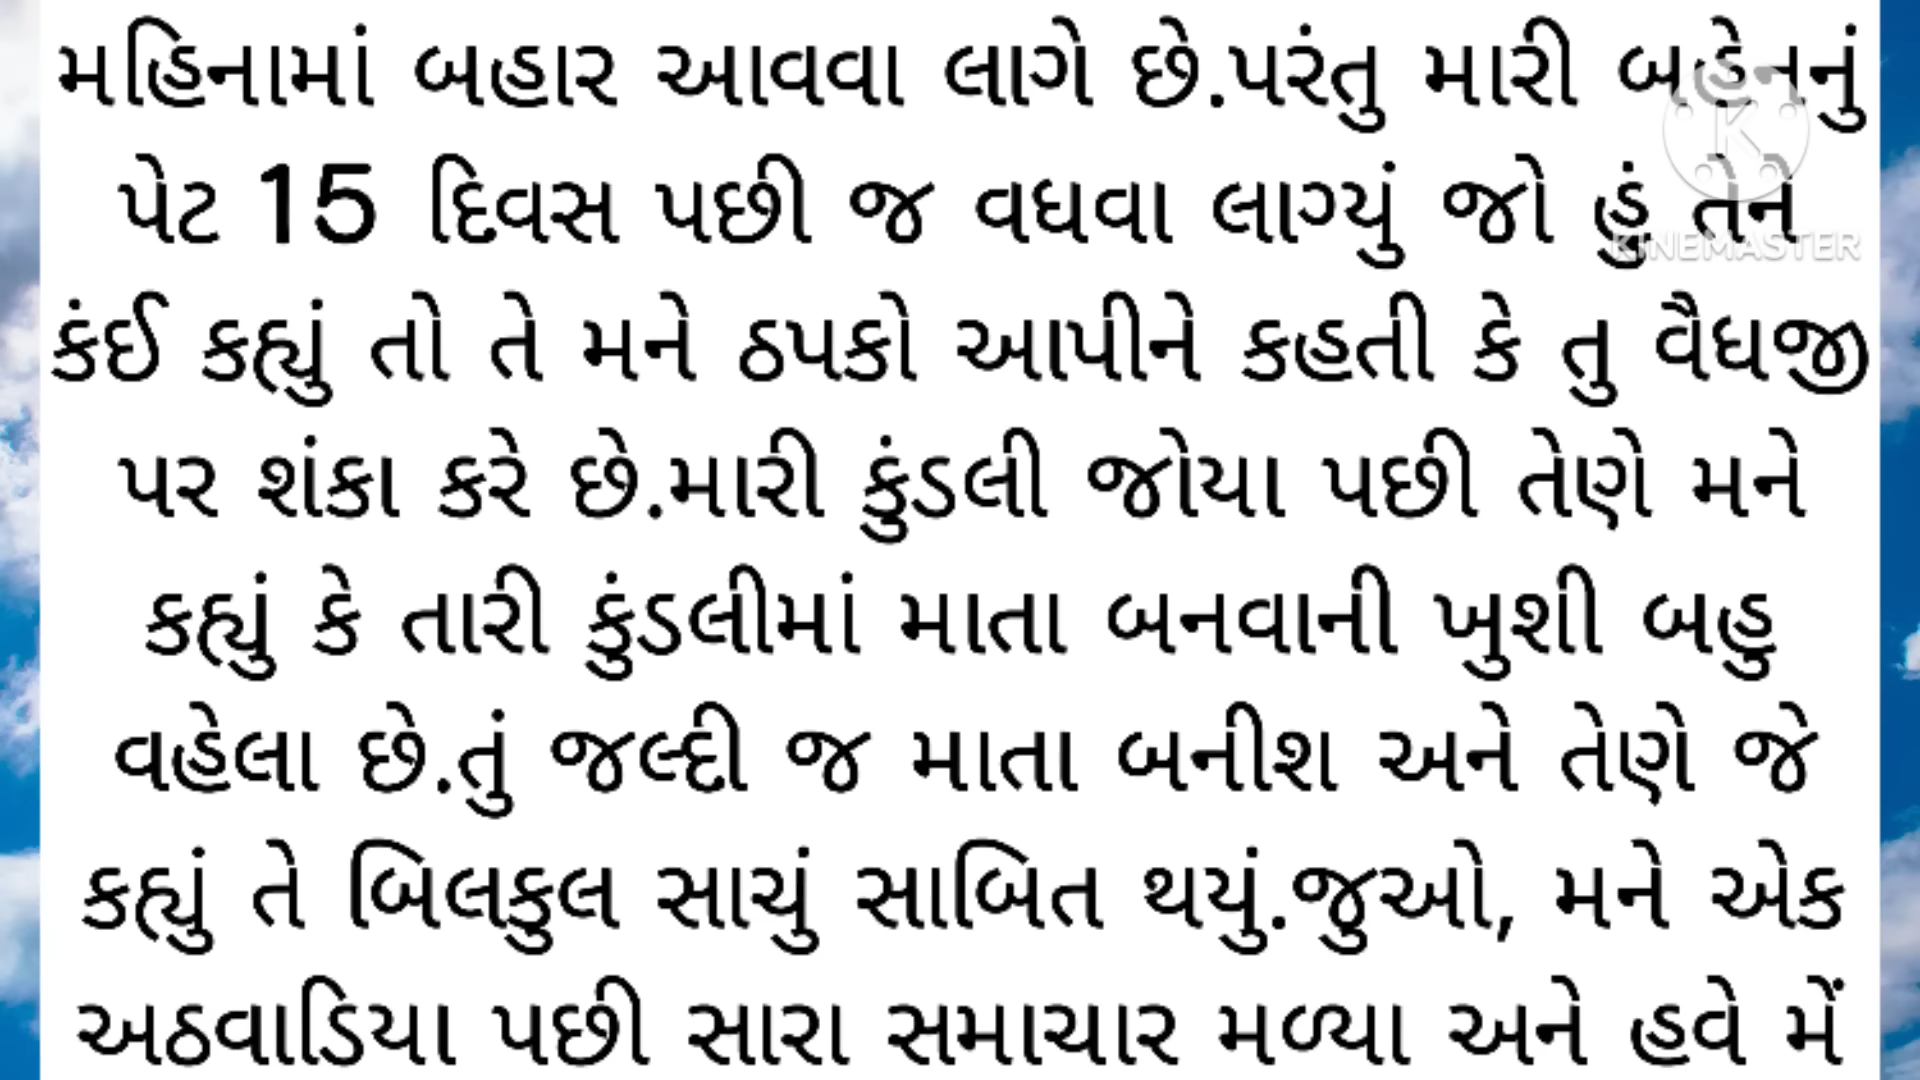 મહિનામાં બહાર આવવા લાગે છે.પરંતુ મારી બહેનનું
પેટ 15 દિવસ પછી જ વધવા લાગ્યું જો હું તેને
KINEMASTER
કંઈ કહ્યું તો તે મને ઠપકો આપીને કહતી કે તુ વૈધજી
પર શંકા કરે છે.મારી કુંડલી જોયા પછી તેણે મને
કહ્યું કે તારી કુંડલીમાં માતા બનવાની ખુશી બહુ
વહેલા છે.તું જલ્દી જ માતા બનીશ અને તેણે જે
કહ્યું તે બિલકુલ સાચું સાબિત થયું.જુઓ, મને એક
અઠવાડિયા પછી સારા સમાચાર મળ્યા અને હવે મેં